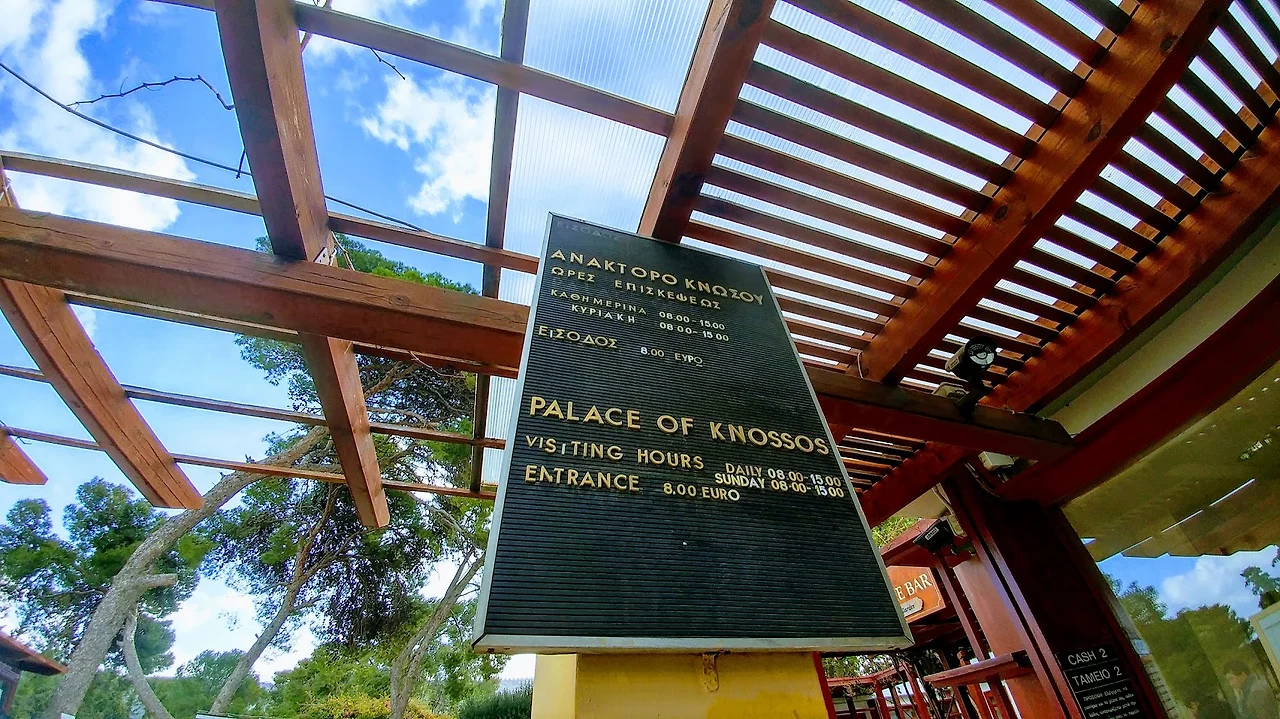 ΕΙΣΟΔΟΣ
ΑΝΑΚΤΟΡΟ ΚΝΩΣΟΥ
ΩΡΕΣ ΕΠΙΣΚΕΨΕΩΣ
ΚΑΘΗΜΕΡΙΝΑ 08.00-15.00
ΚΥΡΙΑΚΗ 08:00-15 00
ΕΙΣΟΔΟΣ 8.00 ΕΥΡΩ
PALACE OF KNOSSOS
VISITING HOURS DAILY 08:00-15:00
SUNDAY 08:00-15:00
ENTRANCE 8.00 EURO
E BAR
CASH 2
ΤΑΜΕΙΟ 2